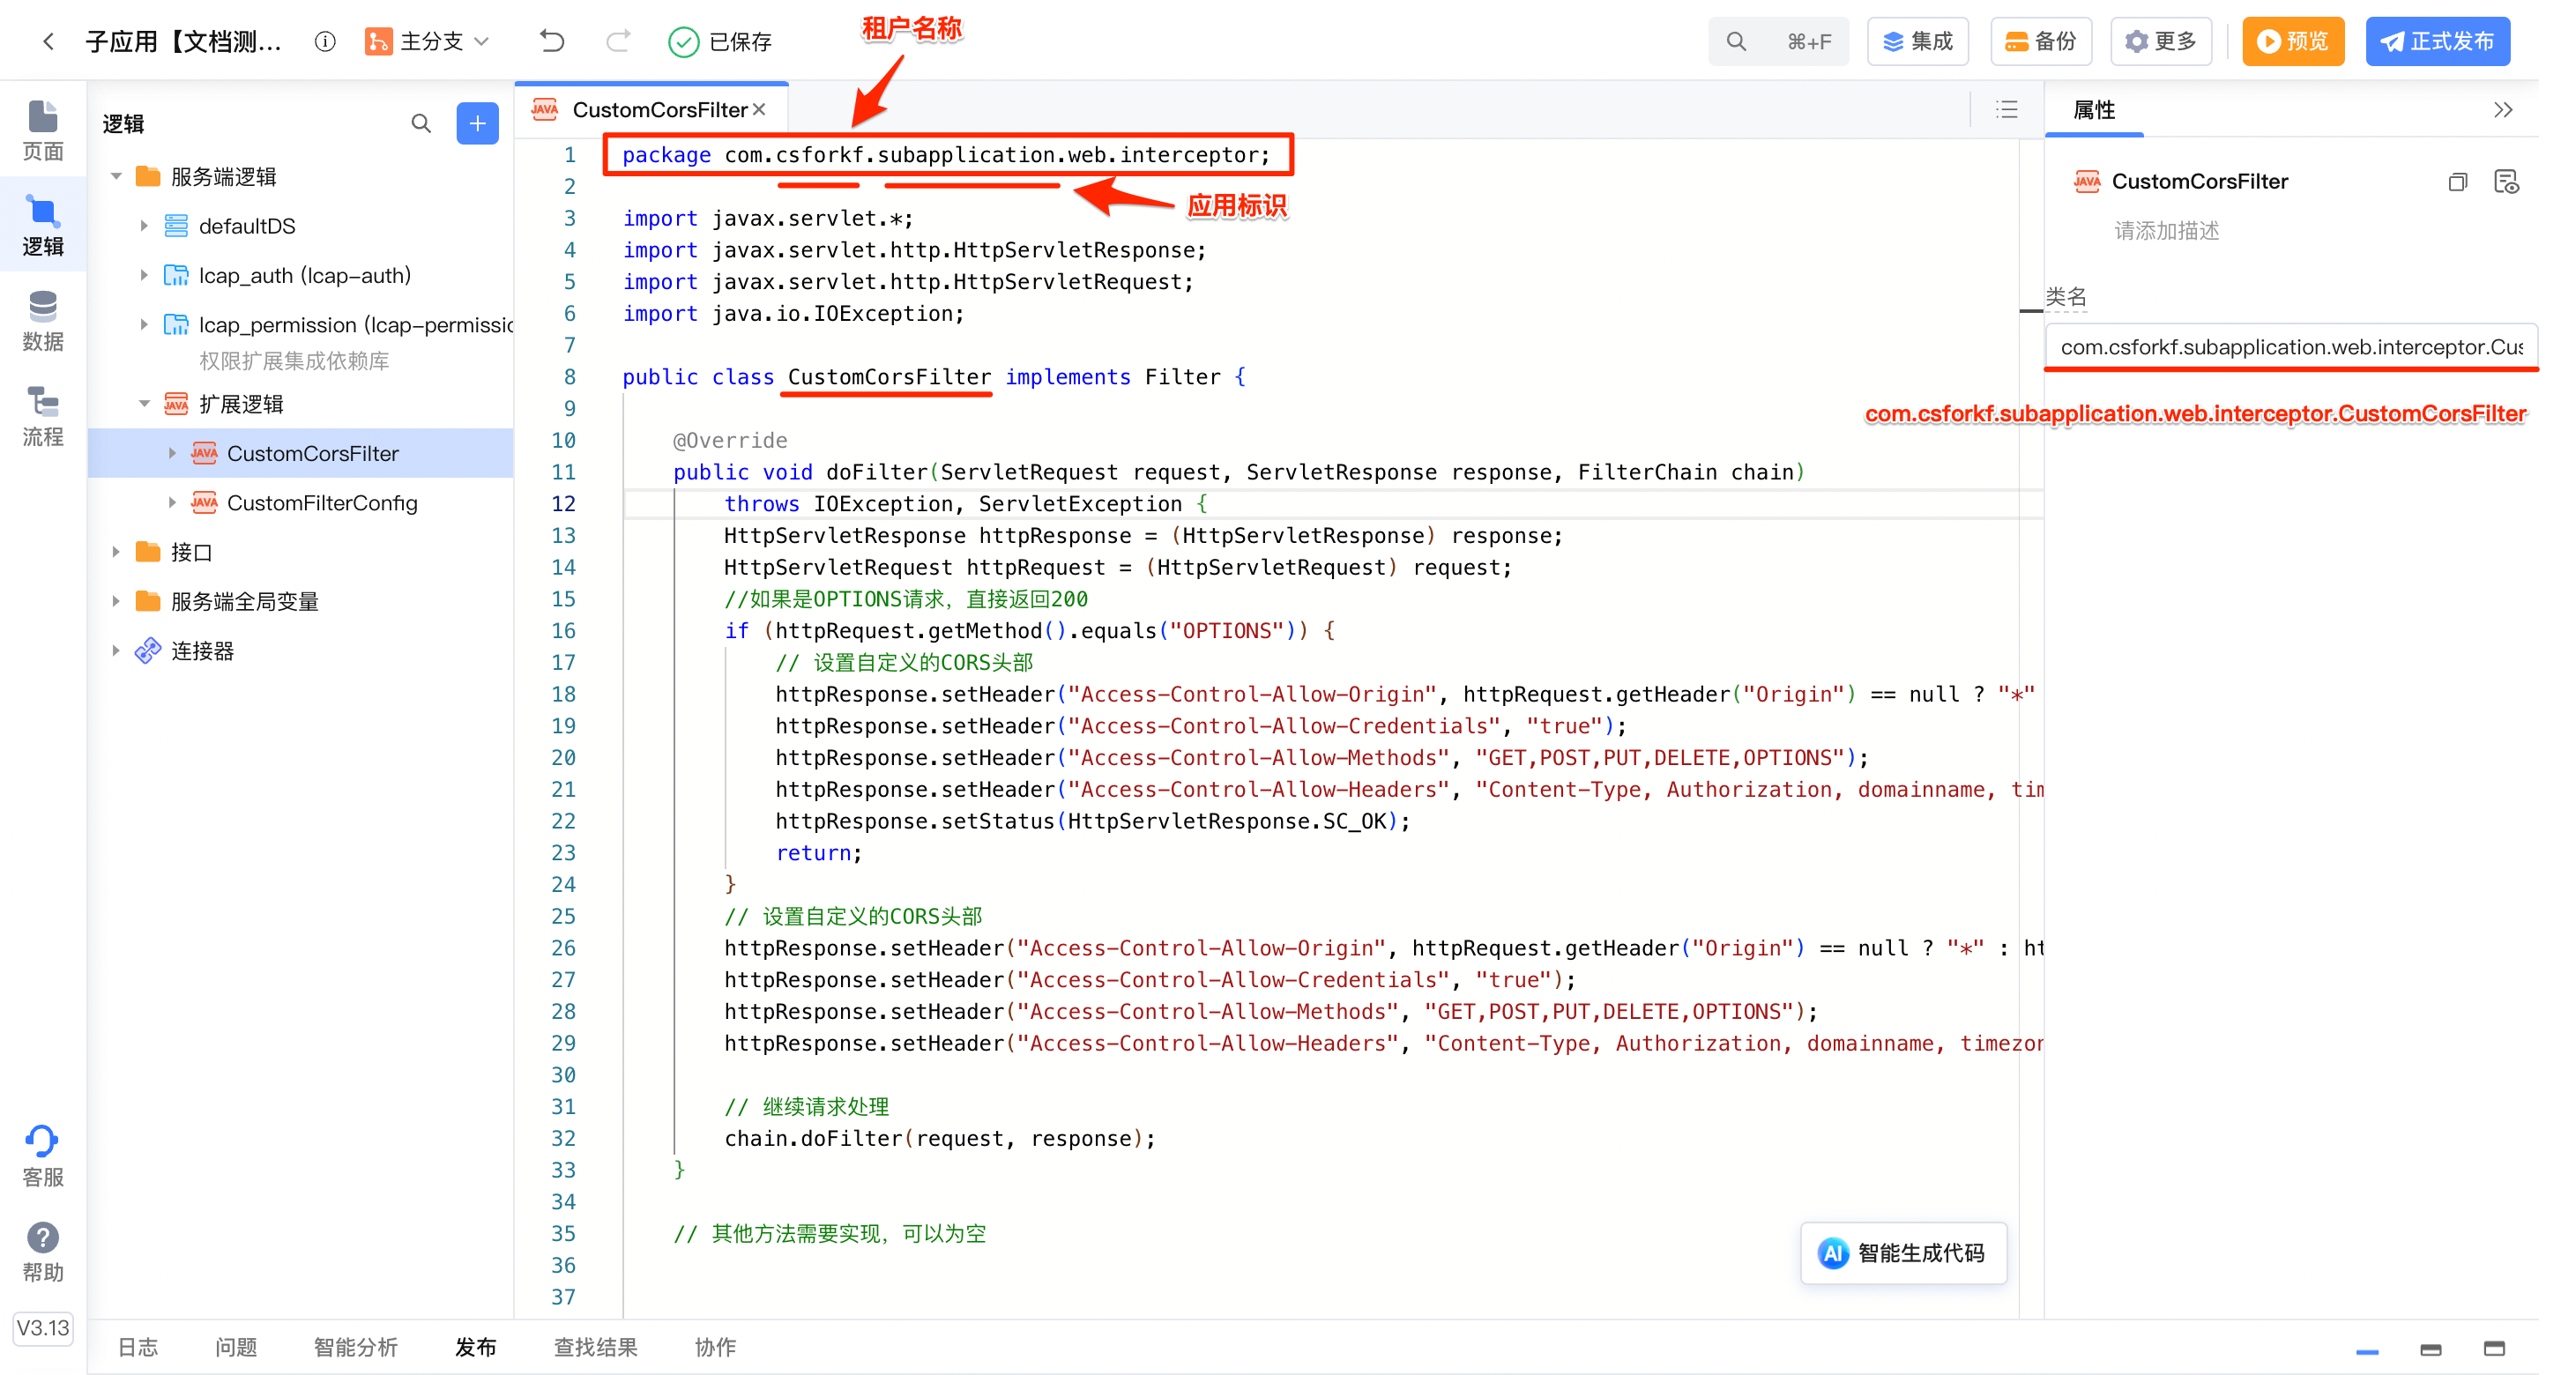 子应用【文档测...
主分支
已保存
租户名称
⌘+F
集成
备份
更多
预览
正式发布
页面
逻辑
数据
流程
客服
帮助
V3.13
逻辑
服务端逻辑
defaultDS
lcap_auth (lcap-auth)
lcap_permission (lcap-permissic
权限扩展集成依赖库
JAVA 扩展逻辑
JAVA CustomCorsFilter
JAVA CustomFilterConfig
接口
服务端全局变量
连接器
JAVA CustomCorsFilter
1 package com.csforkf.subapplication.web.interceptor;
2
应用标识
3 import javax.servlet.*;
4 import javax.servlet.http.HttpServletResponse;
5 import javax.servlet.http.HttpServletRequest;
6 import java.io.IOException;
7
8 public class CustomCorsFilter implements Filter {
9
10 @Override
11 public void doFilter(ServletRequest request, ServletResponse response, FilterChain chain)
12 throws IOException, ServletException {
13 HttpServletResponse httpResponse = (HttpServletResponse) response;
14 HttpServletRequest httpRequest = (HttpServletRequest) request;
15 //如果是OPTIONS请求，直接返回200
16 if (httpRequest.getMethod().equals("OPTIONS")) {
17 // 设置自定义的CORS头部
18 httpResponse.setHeader("Access-Control-Allow-Origin", httpRequest.getHeader("Origin") == null ? "*"
19 httpResponse.setHeader("Access-Control-Allow-Credentials", "true");
20 httpResponse.setHeader("Access-Control-Allow-Methods", "GET,POST,PUT,DELETE,OPTIONS");
21 httpResponse.setHeader("Access-Control-Allow-Headers", "Content-Type, Authorization, domainname, tim
22 httpResponse.setStatus(HttpServletResponse.SC_OK);
23 return;
24 }
25 // 设置自定义的CORS头部
26 httpResponse.setHeader("Access-Control-Allow-Origin", httpRequest.getHeader("Origin") == null ? "*" : ht
27 httpResponse.setHeader("Access-Control-Allow-Credentials", "true");
28 httpResponse.setHeader("Access-Control-Allow-Methods", "GET,POST,PUT,DELETE,OPTIONS");
29 httpResponse.setHeader("Access-Control-Allow-Headers", "Content-Type, Authorization, domainname, timezor
30
31 // 继续请求处理
32 chain.doFilter(request, response);
33 }
34
35 // 其他方法需要实现，可以为空
36
37
AI 智能生成代码
属性
JAVA CustomCorsFilter
请添加描述
类名
com.csforkf.subapplication.web.interceptor.Cus
com.csforkf.subapplication.web.interceptor.CustomCorsFilter
日志 问题 智能分析 发布 查找结果 协作